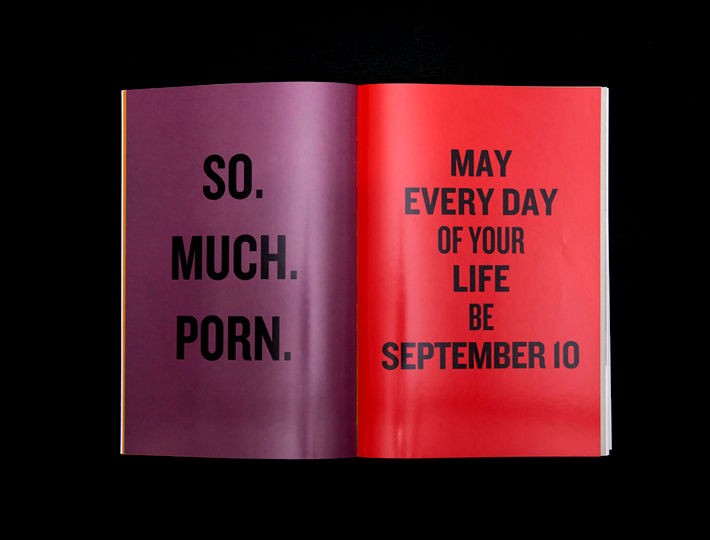 SO.
MUCH.
PORN.
MAY
EVERY DAY
OF YOUR
LIFE
BE
SEPTEMBER 10